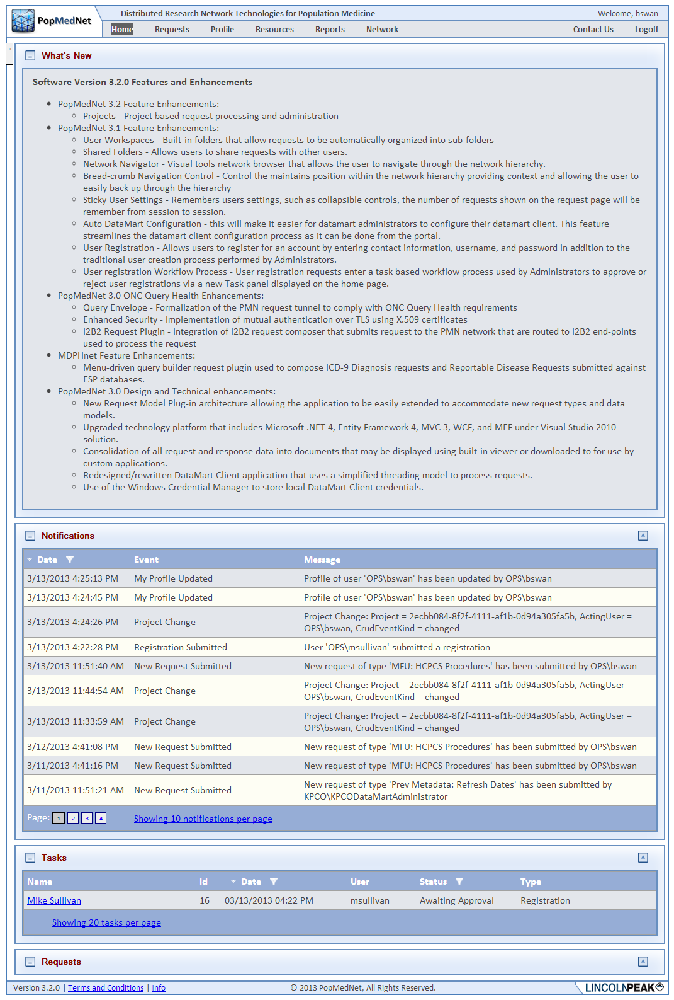 PopMedNet
Distributed Research Network Technologies for Population Medicine
Welcome, bswan
Home Requests Profile Resources Reports Network Contact Us Logoff
What's New
Software Version 3.2.0 Features and Enhancements
PopMedNet 3.2 Feature Enhancements:
Projects - Project based request processing and administration
PopMedNet 3.1 Feature Enhancements:
User Workspaces - Built-in folders that allow requests to be automatically organized into sub-folders
Shared Folders - Allows users to share requests with other users.
Network Navigator - Visual tools network browser that allows the user to navigate through the network hierarchy.
Bread-crumb Navigation Control - Control the maintains position within the network hierarchy providing context and allowing the user to
easily back up through the hierarchy
Sticky User Settings - Remembers users settings, such as collapsible controls, the number of requests shown on the request page will be
remember from session to session.
Auto DataMart Configuration - this will make it easier for datamart administrators to configure their datamart client. This feature
streamlines the datamart client configuration process as it can be done from the portal.
User Registration - Allows users to register for an account by entering contact information, username, and password in addition to the
traditional user creation process performed by Administrators.
User registration Workflow Process - User registration requests enter a task based workflow process used by Administrators to approve or
reject user registrations via a new Task panel displayed on the home page.
PopMedNet 3.0 ONC Query Health Enhancements:
Query Envelope - Formalization of the PMN request tunnel to comply with ONC Query Health requirements
Enhanced Security - Implementation of mutual authentication over TLS using X.509 certificates
I2B2 Request Plugin - Integration of I2B2 request composer that submits request to the PMN network that are routed to I2B2 end-points
used to process the request
MDPHnet Feature Enhancements:
Menu-driven query builder request plugin used to compose ICD-9 Diagnosis requests and Reportable Disease Requests submitted against
ESP databases.
PopMedNet 3.0 Design and Technical enhancements:
New Request Model Plug-in architecture allowing the application to be easily extended to accommodate new request types and data
models.
Upgraded technology platform that includes Microsoft .NET 4, Entity Framework 4, MVC 3, WCF, and MEF under Visual Studio 2010
solution.
Consolidation of all request and response data into documents that may be displayed using built-in viewer or downloaded to for use by
custom applications.
Redesigned/rewritten DataMart Client application that uses a simplified threading model to process requests.
Use of the Windows Credential Manager to store local DataMart Client credentials.
Notifications
Date Event Message
3/13/2013 4:25:13 PM My Profile Updated Profile of user 'OPS\bswan' has been updated by OPS\bswan
3/13/2013 4:24:45 PM My Profile Updated Profile of user 'OPS\bswan' has been updated by OPS\bswan
3/13/2013 4:24:26 PM Project Change Project Change: Project = 2ecbb084-8f2f-4111-af1b-0d94a305fa5b, ActingUser =
OPS\bswan, CrudEventKind = changed
3/13/2013 4:22:28 PM Registration Submitted User 'OPS\msullivan' submitted a registration
3/13/2013 11:51:40 AM New Request Submitted New request of type 'MFU: HCPCS Procedures' has been submitted by OPS\bswan
3/13/2013 11:44:54 AM Project Change Project Change: Project = 2ecbb084-8f2f-4111-af1b-0d94a305fa5b, ActingUser =
OPS\bswan, CrudEventKind = changed
3/13/2013 11:33:59 AM Project Change Project Change: Project = 2ecbb084-8f2f-4111-af1b-0d94a305fa5b, ActingUser =
OPS\bswan, CrudEventKind = changed
3/12/2013 4:41:08 PM New Request Submitted New request of type 'MFU: HCPCS Procedures' has been submitted by OPS\bswan
3/11/2013 4:41:16 PM New Request Submitted New request of type 'MFU: HCPCS Procedures' has been submitted by OPS\bswan
3/11/2013 11:51:21 AM New Request Submitted New request of type 'Prev Metadata: Refresh Dates' has been submitted by
KPCO\KPCODataMartAdministrator
Page: 1 2 3 4 Showing 10 notifications per page
Tasks
Name Id Date User Status Type
Mike Sullivan 16 03/13/2013 04:22 PM msullivan Awaiting Approval Registration
Showing 20 tasks per page
Requests
Version 3.2.0 | Terms and Conditions | Info © 2013 PopMedNet, All Rights Reserved. LINCOLNPEAK